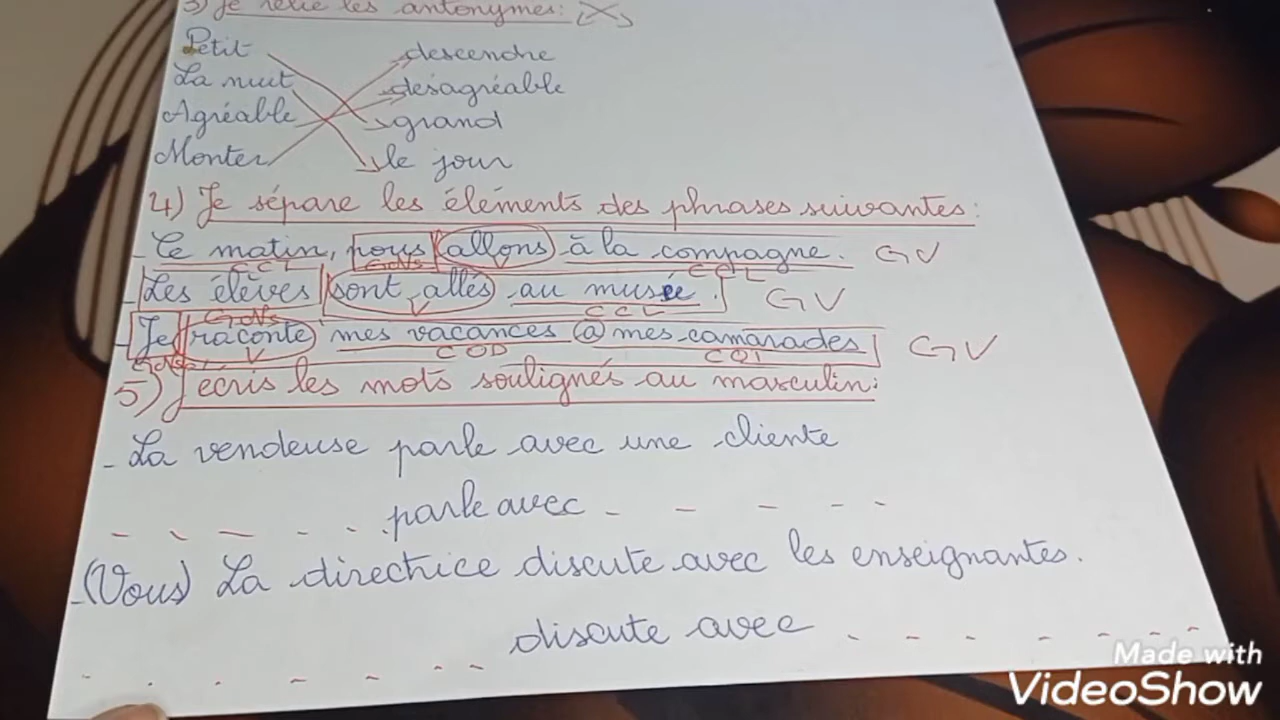 3) Je relie les antonymes:
Petit descendre
La nuit désagréable
Agréable grand
Monter le jour
4) Je sépare les éléments des phrases suivantes:
- Ce matin, nous allons à la compagne. GV
CCT GNS CCL
- Les élèves sont allés au musée. GV
GNS V CCL
- Je raconte mes vacances à mes camarades GV
GNS V COD COI
5) J'écris les mots soulignés au masculin:
- La vendeuse parle avec une cliente
- - - - - . parle avec - - - - -
- (Vous) La directrice discute avec les enseignantes.
- - - - - - - - discute avec - - - - - - -
Made with
VideoShow